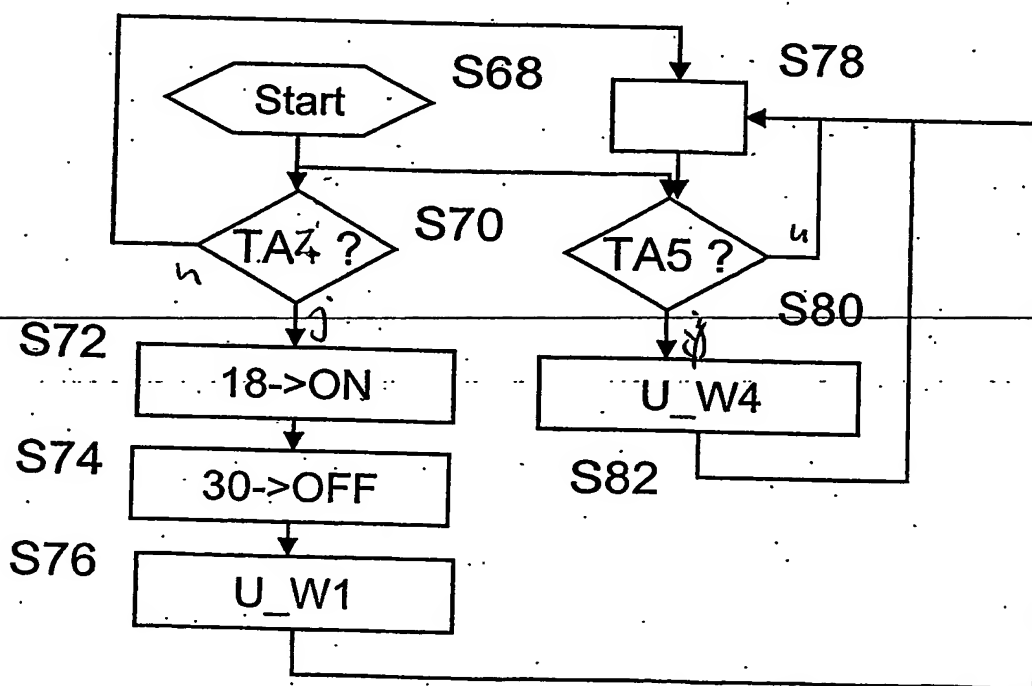 S68
S78
Start
S70
TA4 ?
TA5 ?
n
n
j
j
S80
S72
18->ON
U_W4
S74
30->OFF
S82
S76
U_W1